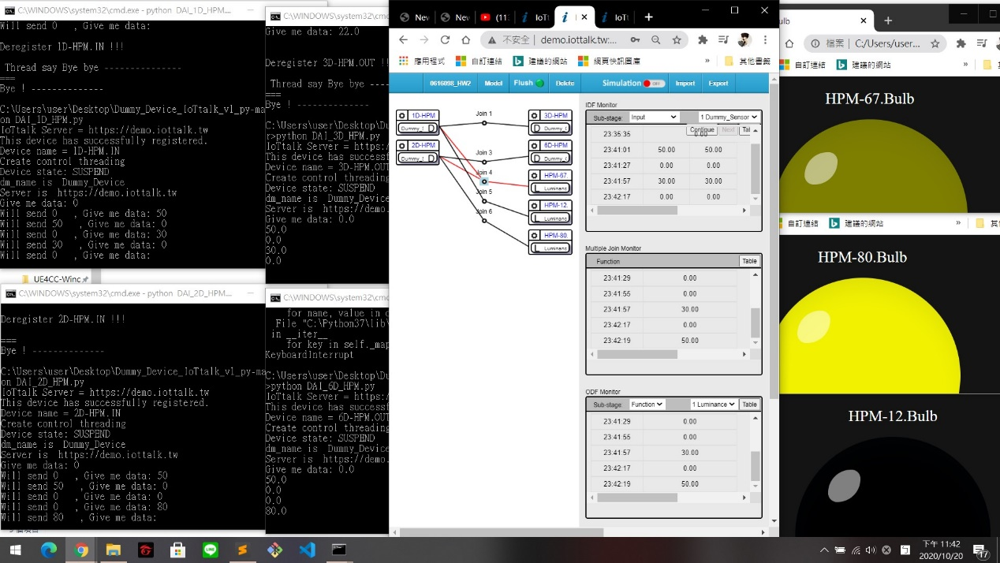 C:\WINDOWS\system32\cmd.exe - python DAI_1D_HPM....
Will send 0 , Give me data:
Deregister 1D-HPM.IN !!!
Thread say Bye bye ---------------
===
Bye ! --------------
C:\Users\user\Desktop\Dummy_Device_IoTtalk_v1_py-ma
on DAI_1D_HPM.py
IoTtalk Server = https://demo.iottalk.tw
This device has successfully registered.
Device name = 1D-HPM.IN
Create control threading
Device state: SUSPEND
dm_name is Dummy_Device
Server is https://demo.iottalk.tw
Give me data: 0
Will send 0 , Give me data: 50
Will send 50 , Give me data: 0
Will send 0 , Give me data: 30
Will send 30 , Give me data: 0
Will send 0 , Give me data:
UE4CC-Winc
C:\WINDOWS\system32\cmd.exe - python DAI_2D_HPM....
Deregister 2D-HPM.IN !!!
===
Bye ! --------------
C:\Users\user\Desktop\Dummy_Device_IoTtalk_v1_py-ma
on DAI_2D_HPM.py
IoTtalk Server = https://demo.iottalk.tw
This device has successfully registered.
Device name = 2D-HPM.IN
Create control threading
Device state: SUSPEND
dm_name is Dummy_Device
Server is https://demo.iottalk.tw
Give me data: 0
Will send 0 , Give me data: 50
Will send 50 , Give me data: 0
Will send 0 , Give me data: 0
Will send 0 , Give me data: 80
Will send 80 , Give me data:
C:\WINDOWS\system32\cmd
Give me data: 22.0
Deregister 3D-HPM.OUT !!
Thread say Bye bye ----
===
Bye ! --------------
C:\Users\user\Desktop\Du
r>python DAI_3D_HPM.py
IoTtalk Server = https:/
This device has successf
Device name = 3D-HPM.OUT
Create control threading
Device state: SUSPEND
dm_name is Dummy_Device
Server is https://demo.
Give me data: 0.0
50.0
0.0
30.0
0.0
C:\WINDOWS\system32\cmd
for name, value in c
File "C:\Python37\lib\
in __iter__
for key in self._map
KeyboardInterrupt
C:\Users\user\Desktop\Du
>python DAI_6D_HPM.py
IoTtalk Server = https:/
This device has successf
Device name = 6D-HPM.OUT
Create control threading
Device state: SUSPEND
dm_name is Dummy_Device
Server is https://demo.
Give me data: 0.0
50.0
0.0
0.0
80.0
Nev Nev (11: IoTt i IoTt
不安全 | demo.iottalk.tw:...
應用程式 自訂連結 建議的網站 網頁快訊圖庫 » 其他書籤
0616098_HW2 Model Flush Delete Simulation OFF Import Export
1D-HPM
Dummy_S D
2D-HPM
Dummy_S D
Join 1
Join 3
Join 4
Join 5
Join 6
3D-HPM
D Dummy_C
6D-HPM
D Dummy_C
HPM-67.
L Luminanc
HPM-12.
L Luminanc
HPM-80.
L Luminanc
IDF Monitor
Sub-stage: Input 1 Dummy_Sensor
Continue Next Tab
23:35:35 0.00
23:41:01 50.00 50.00
23:41:27 0.00 0.00
23:41:57 30.00 30.00
23:42:17 0.00 0.00
Multiple Join Monitor
Function Table
23:41:29 0.00
23:41:55 0.00
23:41:57 30.00
23:42:17 0.00
23:42:19 50.00
ODF Monitor
Sub-stage: Function 1 Luminance Table
23:41:29 0.00
23:41:55 0.00
23:41:57 30.00
23:42:17 0.00
23:42:19 50.00
ulb
檔案 | C:/Users/user...
自訂連結 建議的網站 »
HPM-67.Bulb
自訂連結 建議的網站 » 其
HPM-80.Bulb
HPM-12.Bulb
下午 11:42
2020/10/20
17